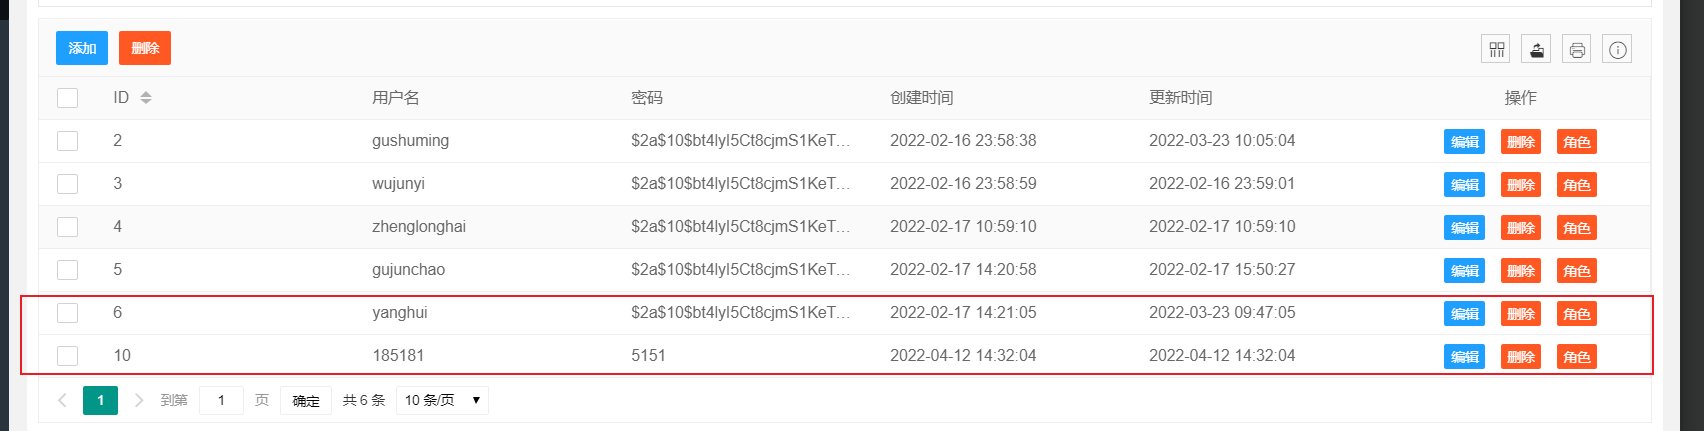 添加 删除
ID 用户名 密码 创建时间 更新时间 操作
2 gushuming $2a$10$bt4lyI5Ct8cjmS1KeT... 2022-02-16 23:58:38 2022-03-23 10:05:04 编辑 删除 角色
3 wujunyi $2a$10$bt4lyI5Ct8cjmS1KeT... 2022-02-16 23:58:59 2022-02-16 23:59:01 编辑 删除 角色
4 zhenglonghai $2a$10$bt4lyI5Ct8cjmS1KeT... 2022-02-17 10:59:10 2022-02-17 10:59:10 编辑 删除 角色
5 gujunchao $2a$10$bt4lyI5Ct8cjmS1KeT... 2022-02-17 14:20:58 2022-02-17 15:50:27 编辑 删除 角色
6 yanghui $2a$10$bt4lyI5Ct8cjmS1KeT... 2022-02-17 14:21:05 2022-03-23 09:47:05 编辑 删除 角色
10 185181 5151 2022-04-12 14:32:04 2022-04-12 14:32:04 编辑 删除 角色
1 到第 1 页 确定 共 6 条 10 条/页